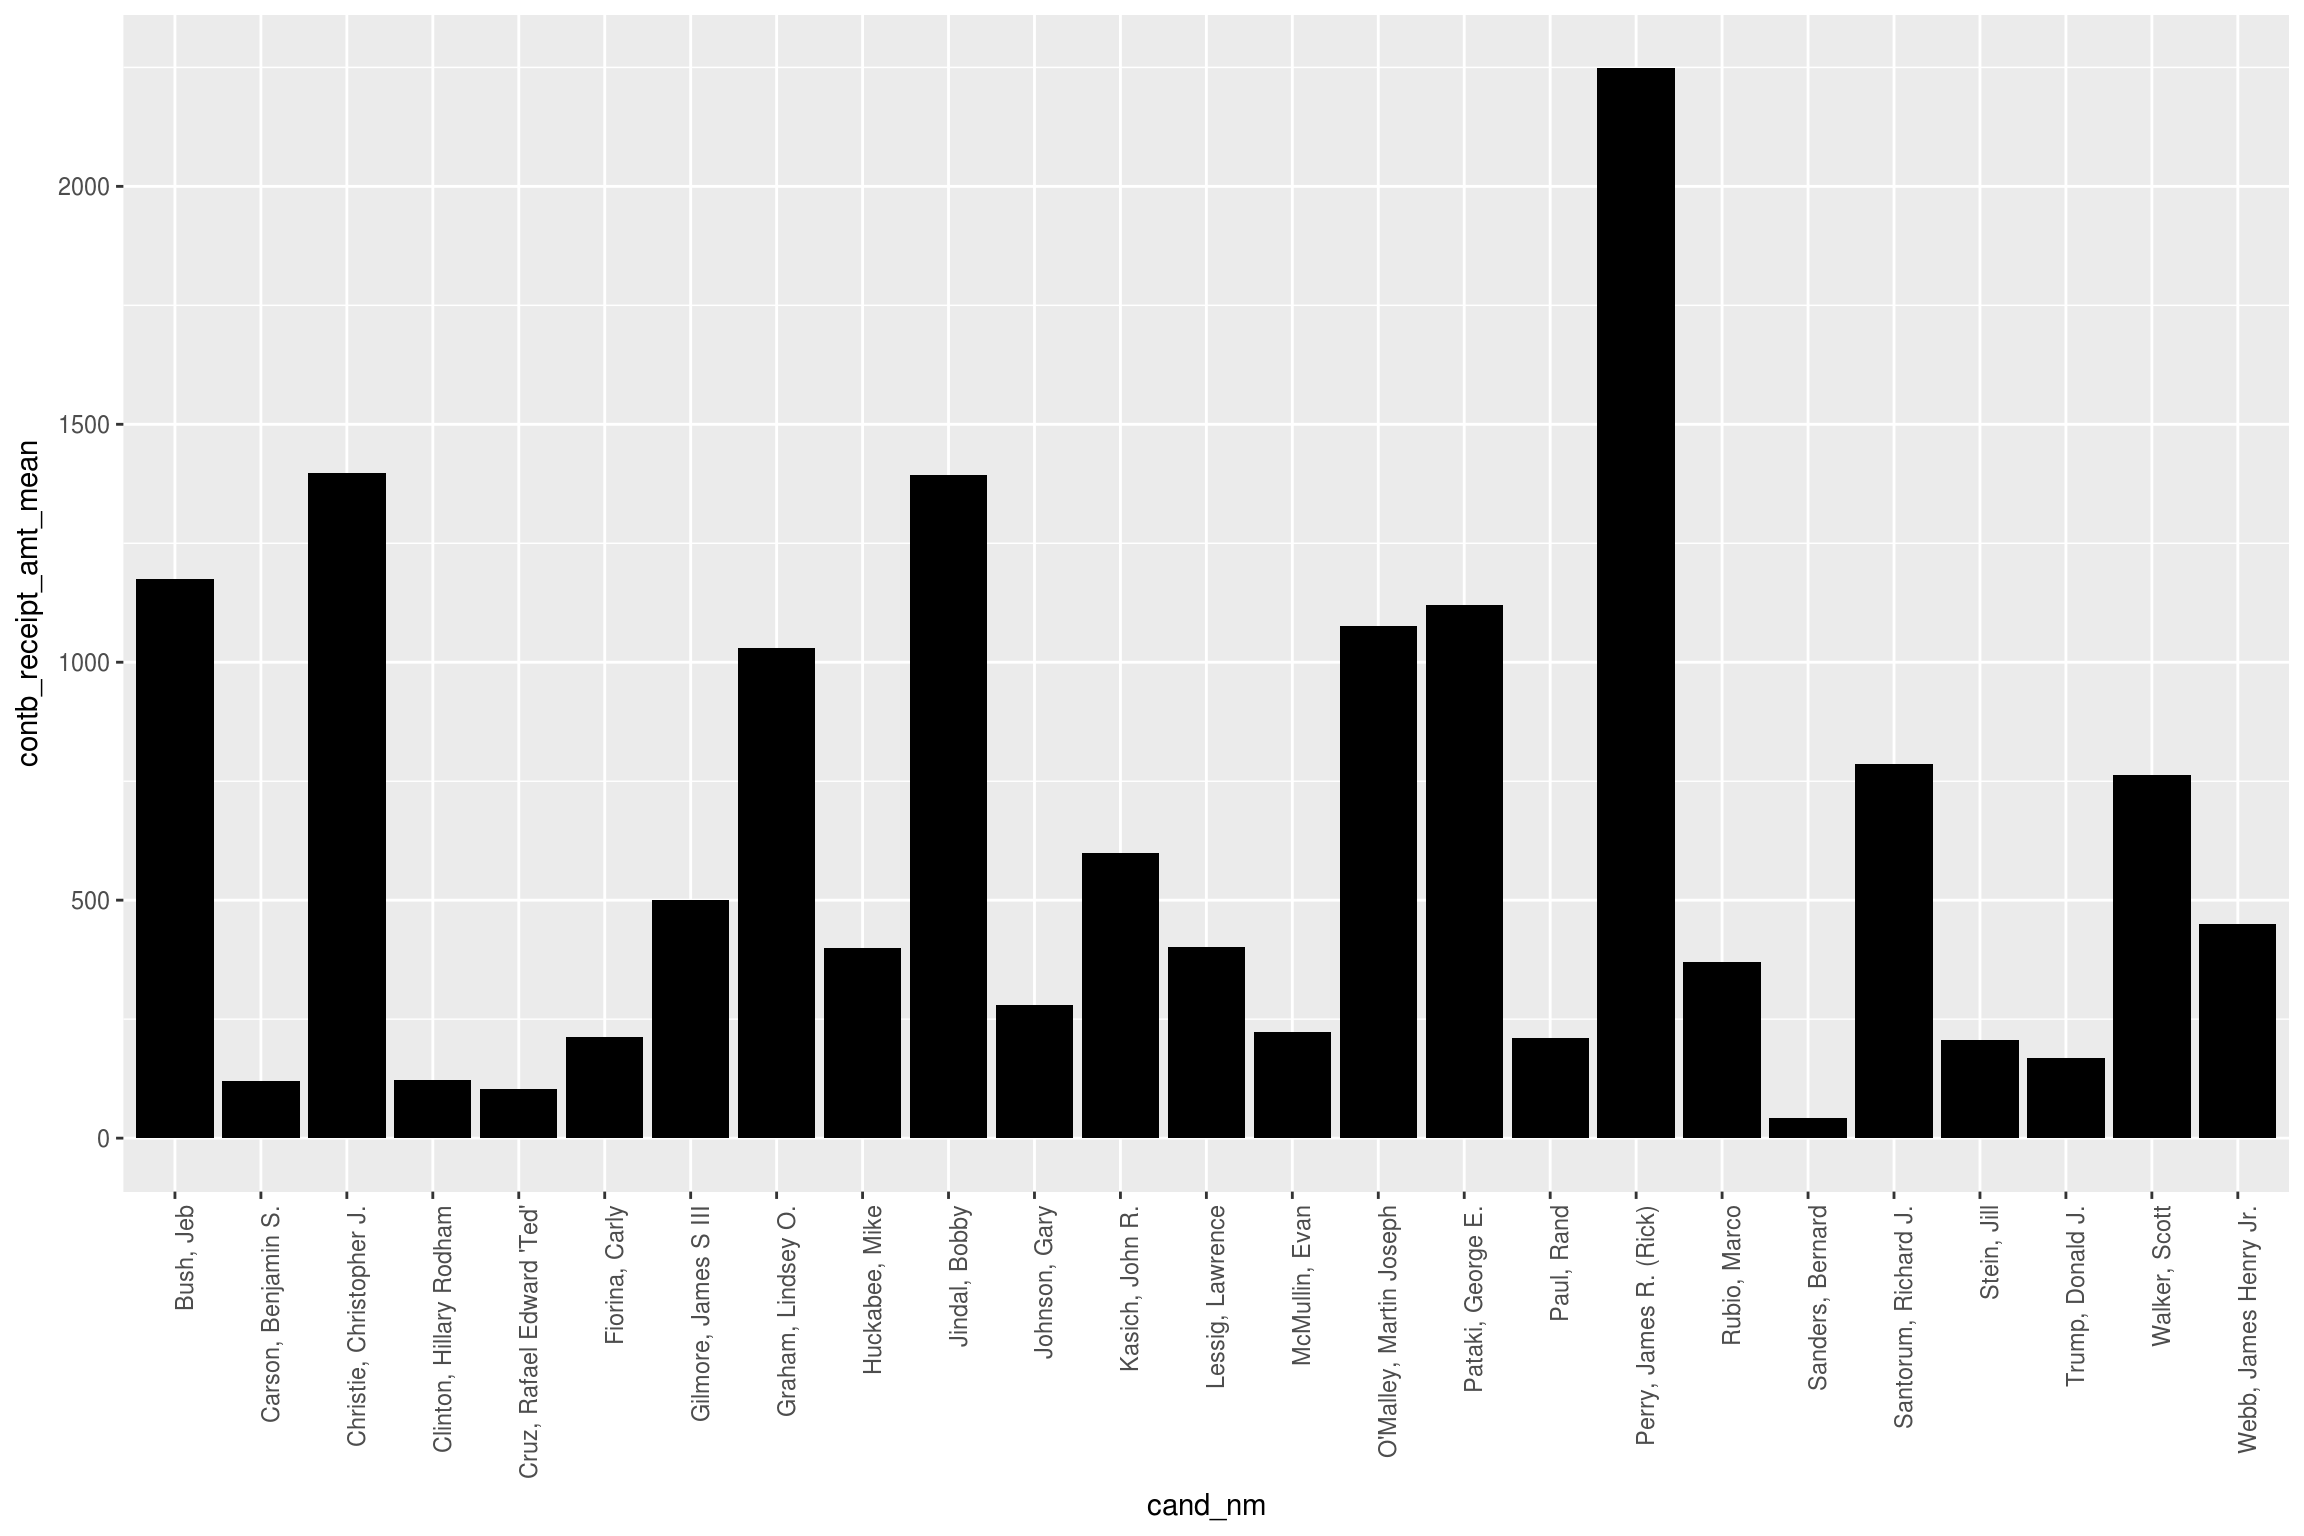 contb_receipt_amt_mean
2000
1500
1000
500
0
Bush, Jeb
Carson, Benjamin S.
Christie, Christopher J.
Clinton, Hillary Rodham
Cruz, Rafael Edward 'Ted'
Fiorina, Carly
Gilmore, James S III
Graham, Lindsey O.
Huckabee, Mike
Jindal, Bobby
Johnson, Gary
Kasich, John R.
Lessig, Lawrence
McMullin, Evan
O'Malley, Martin Joseph
Pataki, George E.
Paul, Rand
Perry, James R. (Rick)
Rubio, Marco
Sanders, Bernard
Santorum, Richard J.
Stein, Jill
Trump, Donald J.
Walker, Scott
Webb, James Henry Jr.
cand_nm